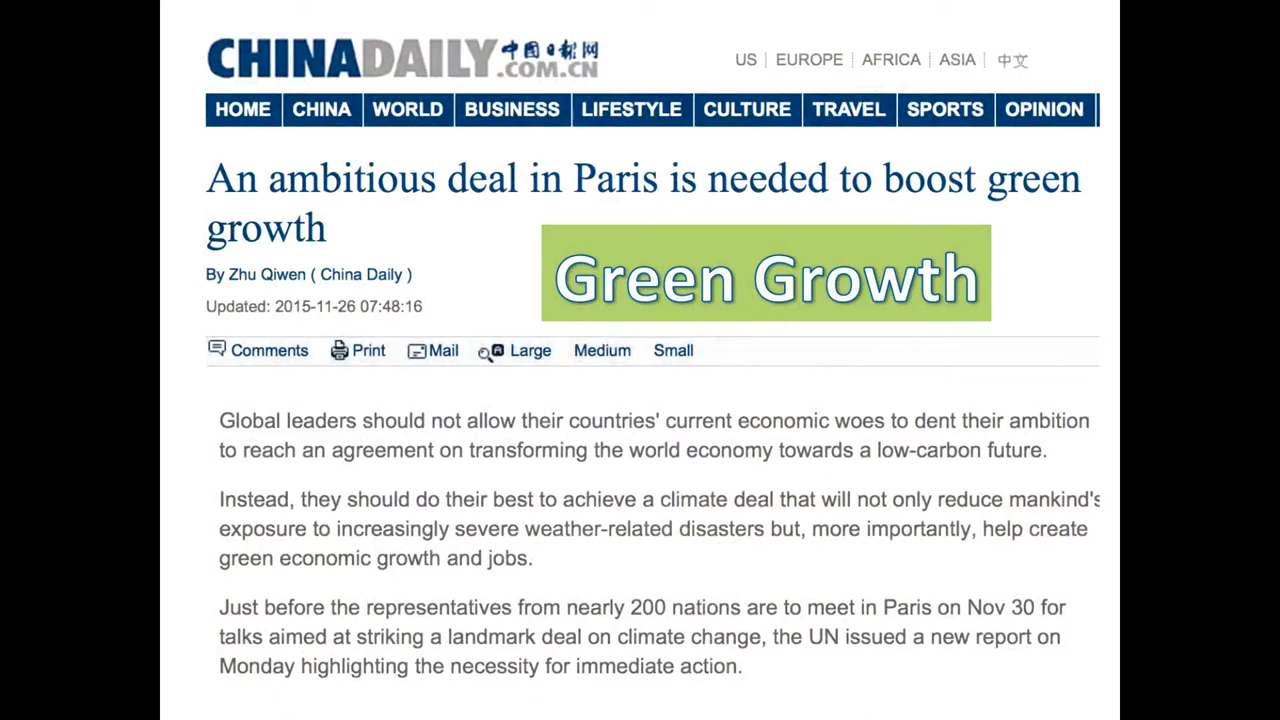 CHINADAILY 中国日报网
.COM.CN
US EUROPE AFRICA ASIA 中文
HOME CHINA WORLD BUSINESS LIFESTYLE CULTURE TRAVEL SPORTS OPINION
An ambitious deal in Paris is needed to boost green
growth
Green Growth
By Zhu Qiwen ( China Daily )
Updated: 2015-11-26 07:48:16
Comments Print Mail Large Medium Small
Global leaders should not allow their countries' current economic woes to dent their ambition
to reach an agreement on transforming the world economy towards a low-carbon future.
Instead, they should do their best to achieve a climate deal that will not only reduce mankind's
exposure to increasingly severe weather-related disasters but, more importantly, help create
green economic growth and jobs.
Just before the representatives from nearly 200 nations are to meet in Paris on Nov 30 for
talks aimed at striking a landmark deal on climate change, the UN issued a new report on
Monday highlighting the necessity for immediate action.